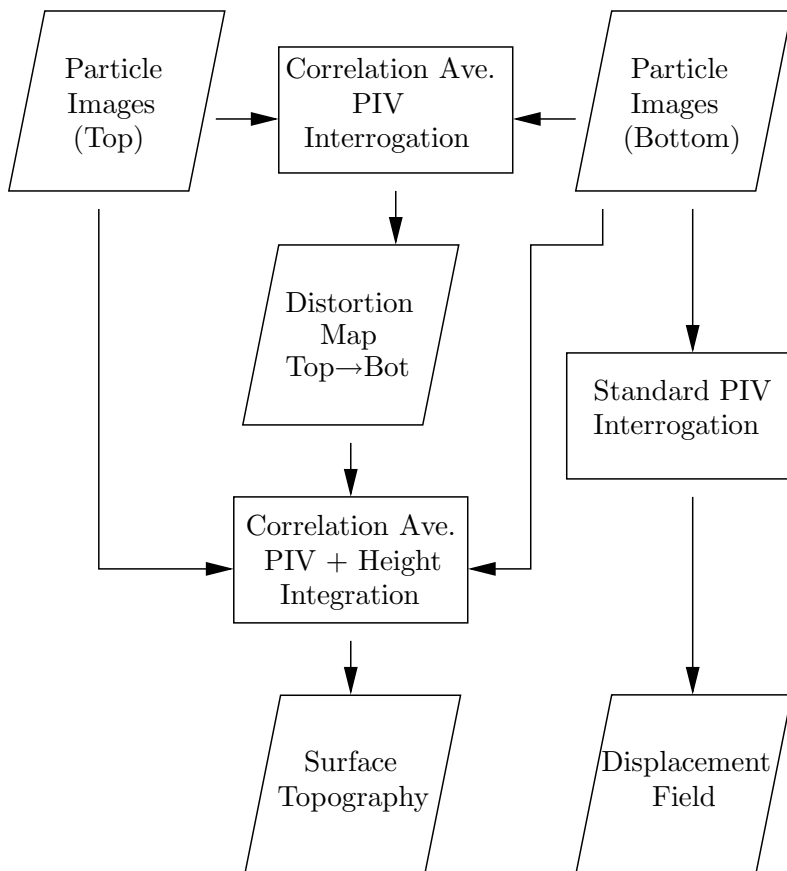 Particle
Images
(Top)
Correlation Ave.
PIV
Interrogation
Particle
Images
(Bottom)
Distortion
Map
Top→Bot
Standard PIV
Interrogation
Correlation Ave.
PIV + Height
Integration
Surface
Topography
Displacement
Field